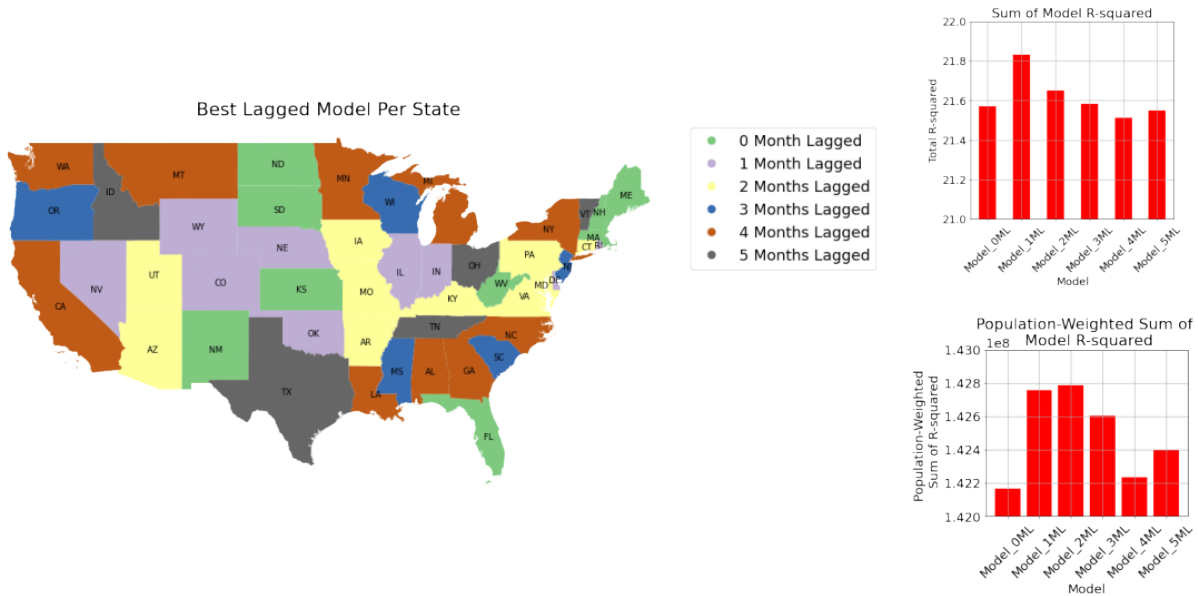 Best Lagged Model Per State
WA
MT
ND
MN
MI
ME
OR
ID
SD
WI
VT
NH
WY
NY
MA
NE
IA
CT
RI
NV
UT
CO
IL
IN
OH
PA
NJ
CA
KS
MO
KY
WV
VA
MD
DE
AZ
NM
OK
AR
TN
NC
TX
LA
MS
AL
GA
SC
FL
0 Month Lagged
1 Month Lagged
2 Months Lagged
3 Months Lagged
4 Months Lagged
5 Months Lagged
Sum of Model R-squared
22.0
21.8
21.6
21.4
21.2
21.0
Total R-squared
Model_0ML
Model_1ML
Model_2ML
Model_3ML
Model_4ML
Model_5ML
Model
Population-Weighted Sum of
Model R-squared
1e8
1.430
1.428
1.426
1.424
1.422
1.420
Population-Weighted
Sum of R-squared
Model_0ML
Model_1ML
Model_2ML
Model_3ML
Model_4ML
Model_5ML
Model